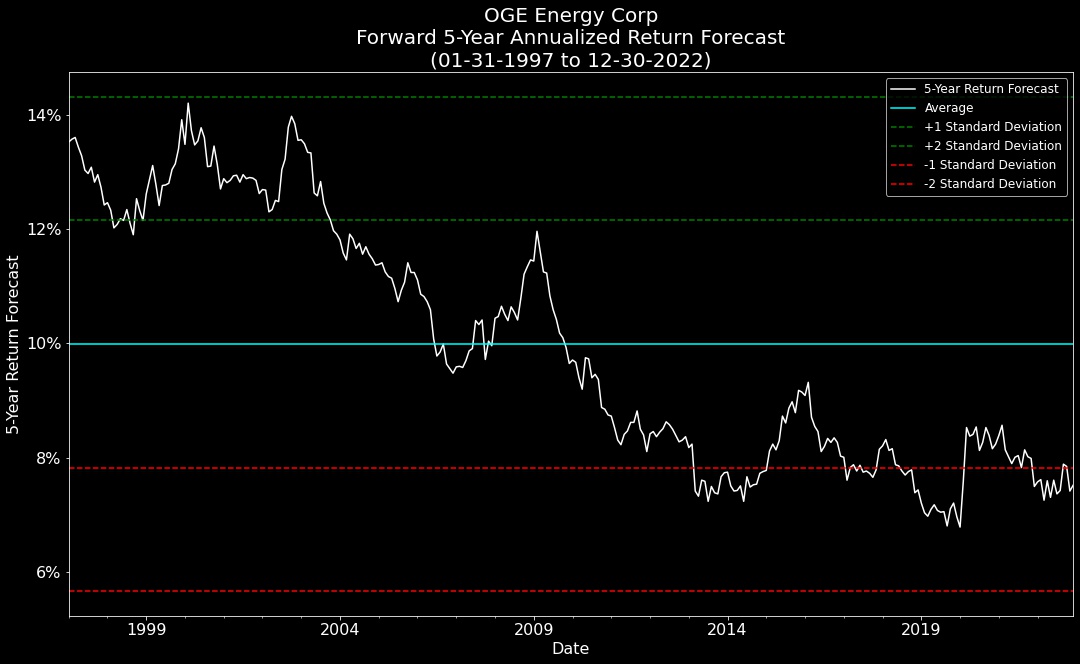 OGE Energy Corp
Forward 5-Year Annualized Return Forecast
(01-31-1997 to 12-30-2022)
5-Year Return Forecast
Average
+1 Standard Deviation
+2 Standard Deviation
-1 Standard Deviation
-2 Standard Deviation
14%
12%
10%
8%
6%
5-Year Return Forecast
1999 2004 2009 2014 2019
Date